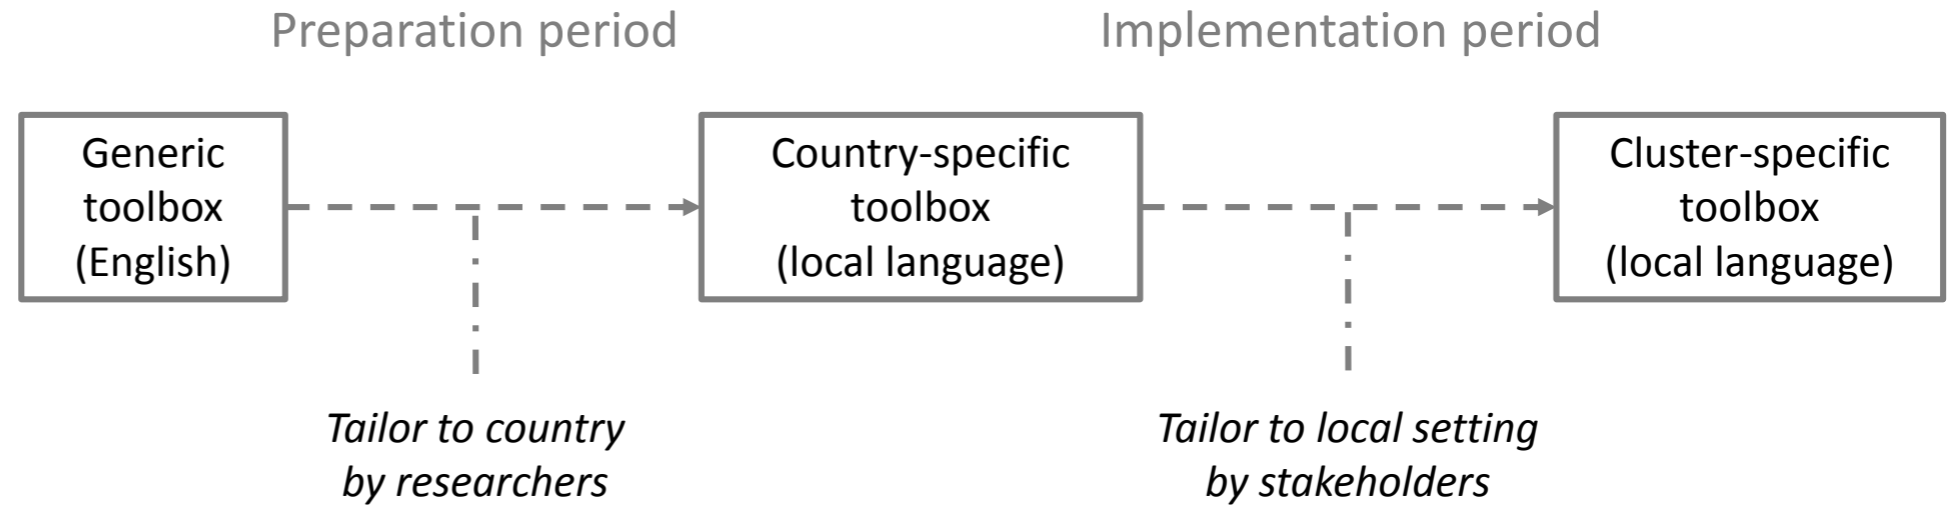 Preparation period
Implementation period
Generic
toolbox
(English)
Country-specific
toolbox
(local language)
Cluster-specific
toolbox
(local language)
Tailor to country
by researchers
Tailor to local setting
by stakeholders